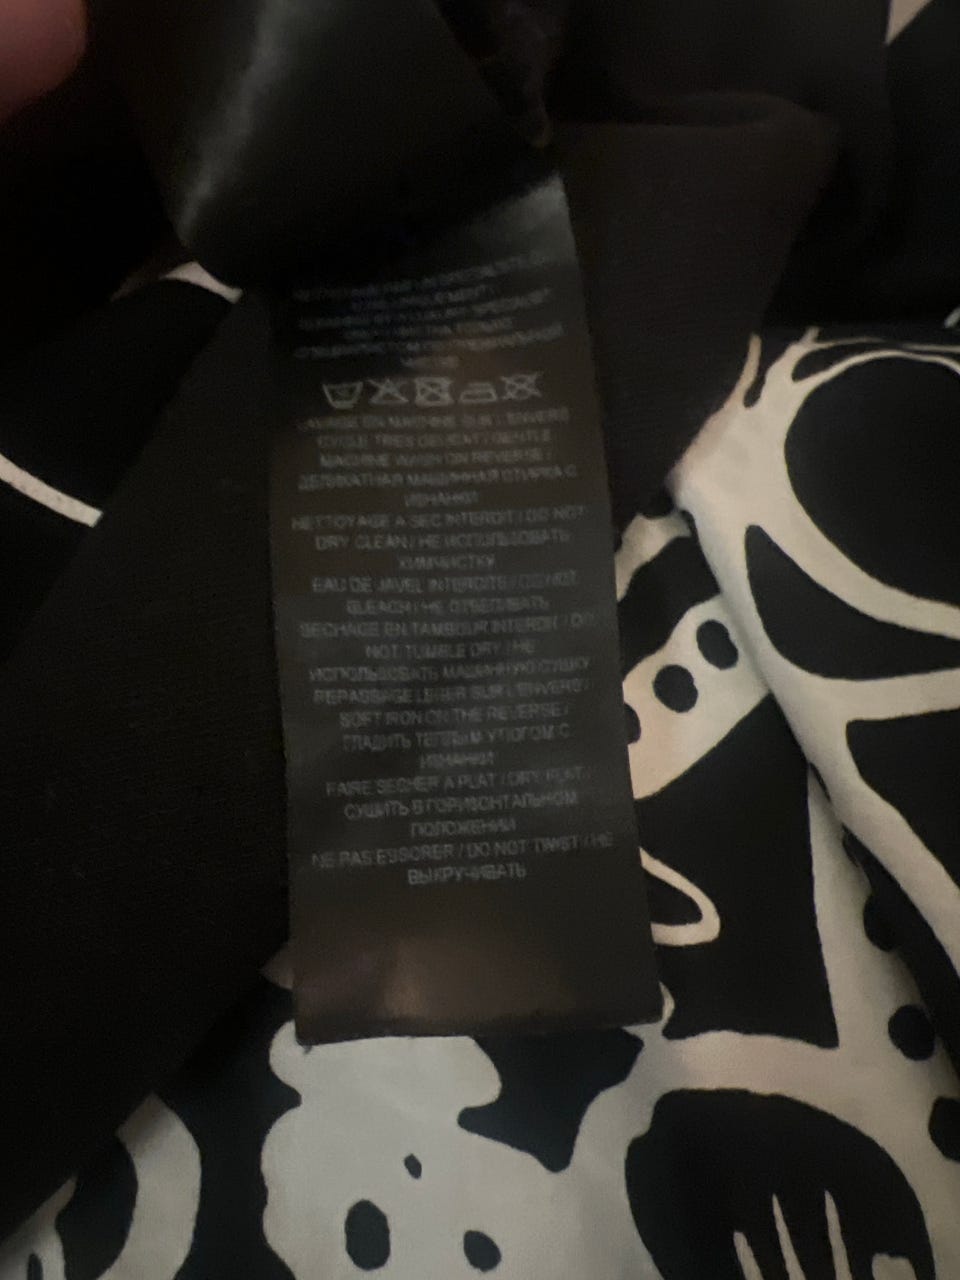 LAVAGE EN MACHINE SUR L'ENVERS
CYCLE TRES DELICAT / GENTLE
MACHINE WASH ON REVERSE /
ДЕЛИКАТНАЯ МАШИННАЯ СТИРКА С
ИЗНАНКИ
NETTOYAGE A SEC INTERDIT / DO NOT
DRY CLEAN / НЕ ИСПОЛЬЗОВАТЬ
ХИМЧИСТКУ
EAU DE JAVEL INTERDITE / DO NOT
BLEACH / НЕ ОТБЕЛИВАТЬ
SECHAGE EN TAMBOUR INTERDIT / DO
NOT TUMBLE DRY / НЕ
ИСПОЛЬЗОВАТЬ МАШИННУЮ СУШКУ
REPASSAGE LEGER SUR L'ENVERS /
SOFT IRON ON THE REVERSE /
ГЛАДИТЬ ТЕПЛЫМ УТЮГОМ С
ИЗНАНКИ
FAIRE SECHER A PLAT / DRY FLAT /
СУШИТЬ В ГОРИЗОНТАЛЬНОМ
ПОЛОЖЕНИИ
NE PAS ESSORER / DO NOT TWIST / НЕ
ВЫКРУЧИВАТЬ